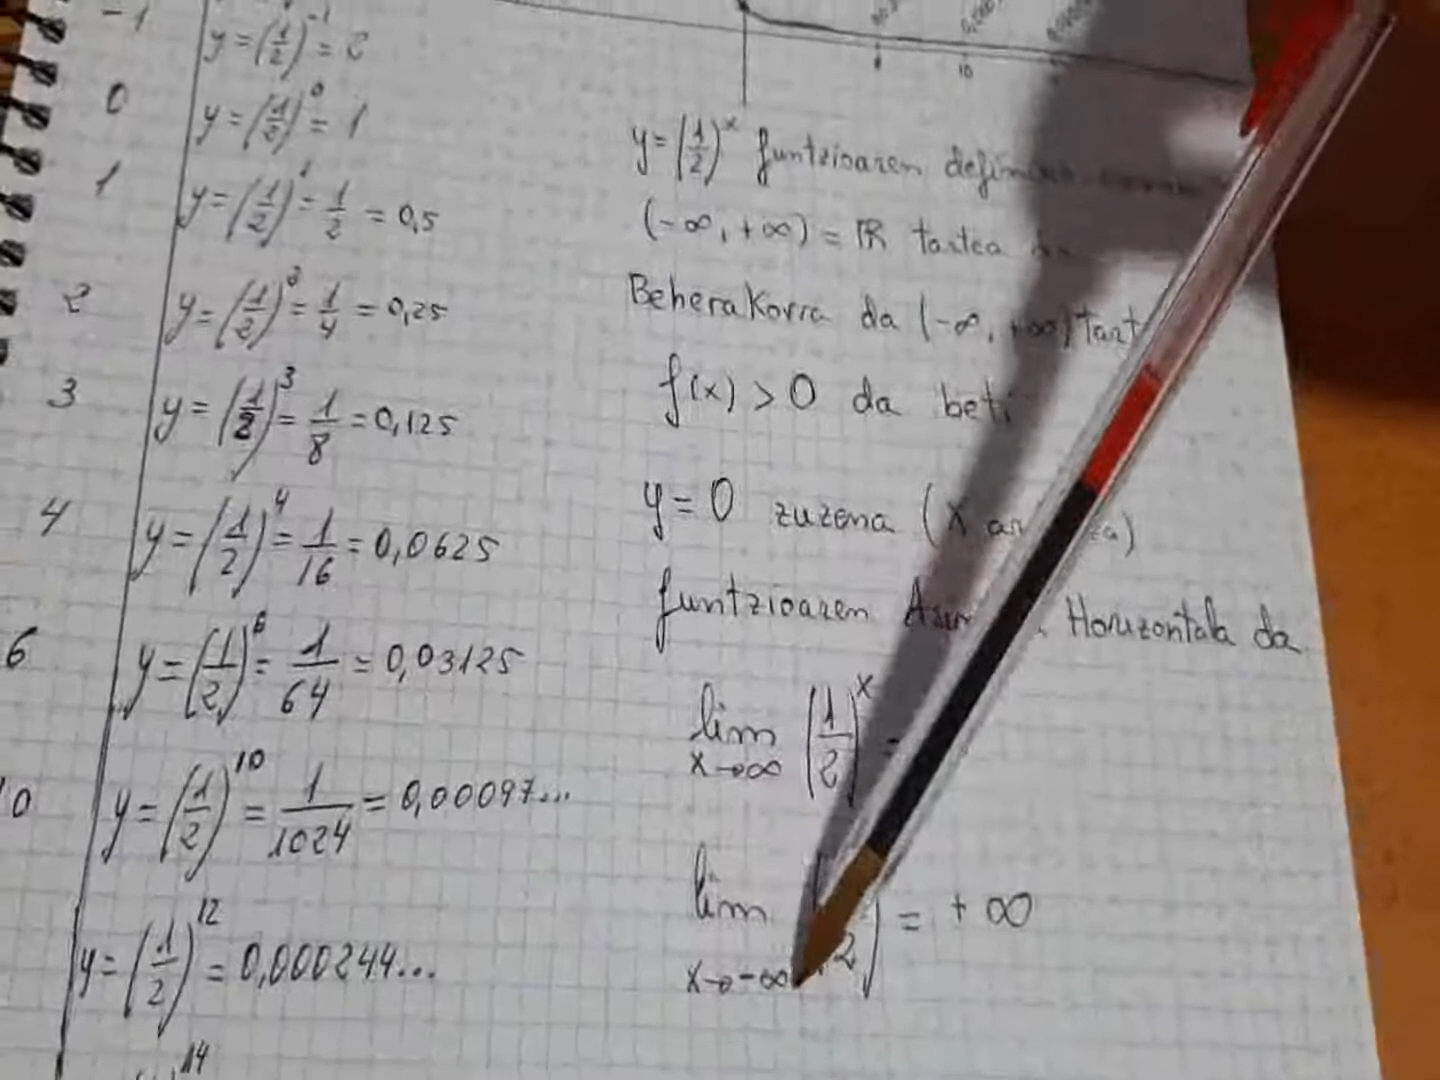 -1 y=(1/2)^-1 = 2
0 y=(1/2)^0 = 1
1 y=(1/2)^1 = 1/2 = 0,5
2 y=(1/2)^2 = 1/4 = 0,25
3 y=(1/2)^3 = 1/8 = 0,125
4 y=(1/2)^4 = 1/16 = 0,0625
6 y=(1/2)^6 = 1/64 = 0,03125
10 y=(1/2)^10 = 1/1024 = 0,00097...
y=(1/2)^12 = 0,000244...
14
10
y=(1/2)^x funtzioaren
(-∞, +∞) = ℝ tartea
Beherakorra da (-∞, +∞)
f(x) > 0 da beti
y = 0 zuzena (X
funtzioaren Horizontala da
lim x→∞ (1/2)^x =
lim x→-∞ = +∞